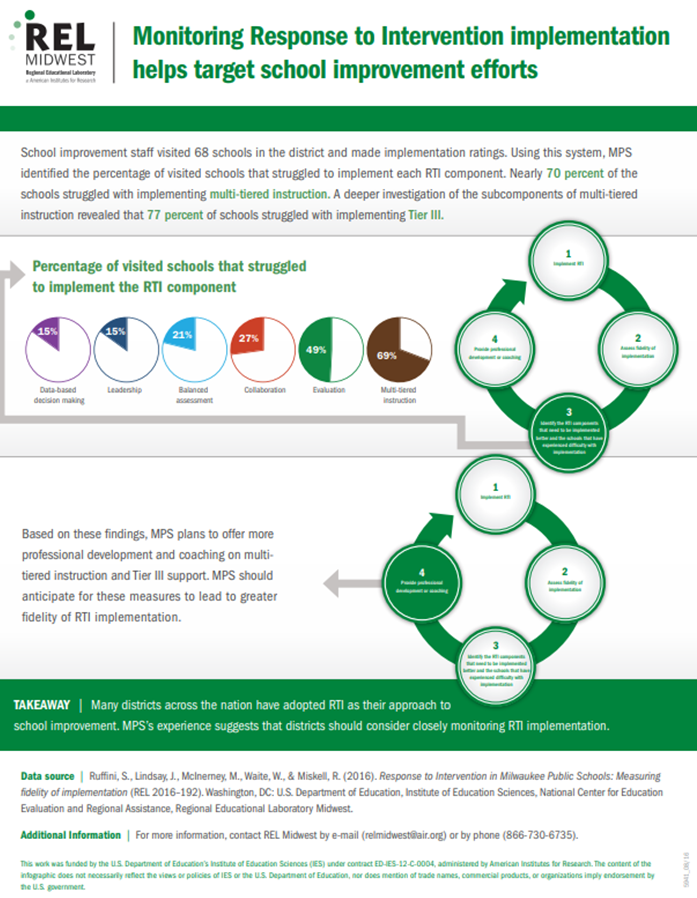 REL
MIDWEST
Regional Educational Laboratory
at American Institutes for Research
Monitoring Response to Intervention implementation
helps target school improvement efforts
School improvement staff visited 68 schools in the district and made implementation ratings. Using this system, MPS
identified the percentage of visited schools that struggled to implement each RTI component. Nearly 70 percent of the
schools struggled with implementing multi-tiered instruction. A deeper investigation of the subcomponents of multi-tiered
instruction revealed that 77 percent of schools struggled with implementing Tier III.
Percentage of visited schools that struggled
to implement the RTI component
15%
Data-based
decision making
15%
Leadership
21%
Balanced
assessment
27%
Collaboration
49%
Evaluation
69%
Multi-tiered
instruction
1
Implement RTI
2
Assess fidelity of
implementation
3
Identify the RTI components
that need to be implemented
better and the schools that have
experienced difficulty with
implementation
4
Provide professional
development or coaching
Based on these findings, MPS plans to offer more
professional development and coaching on multi-
tiered instruction and Tier III support. MPS should
anticipate for these measures to lead to greater
fidelity of RTI implementation.
1
Implement RTI
2
Assess fidelity of
implementation
3
Identify the RTI components
that need to be implemented
better and the schools that have
experienced difficulty with
implementation
4
Provide professional
development or coaching
TAKEAWAY | Many districts across the nation have adopted RTI as their approach to
school improvement. MPS's experience suggests that districts should consider closely monitoring RTI implementation.
Data source | Ruffini, S., Lindsay, J., McInerney, M., Waite, W., & Miskell, R. (2016). Response to Intervention in Milwaukee Public Schools: Measuring
fidelity of implementation (REL 2016–192). Washington, DC: U.S. Department of Education, Institute of Education Sciences, National Center for Education
Evaluation and Regional Assistance, Regional Educational Laboratory Midwest.
Additional Information | For more information, contact REL Midwest by e-mail (relmidwest@air.org) or by phone (866-730-6735).
This work was funded by the U.S. Department of Education's Institute of Education Sciences (IES) under contract ED-IES-12-C-0004, administered by American Institutes for Research. The content of the
infographic does not necessarily reflect the views or policies of IES or the U.S. Department of Education, nor does mention of trade names, commercial products, or organizations imply endorsement by
the U.S. government.